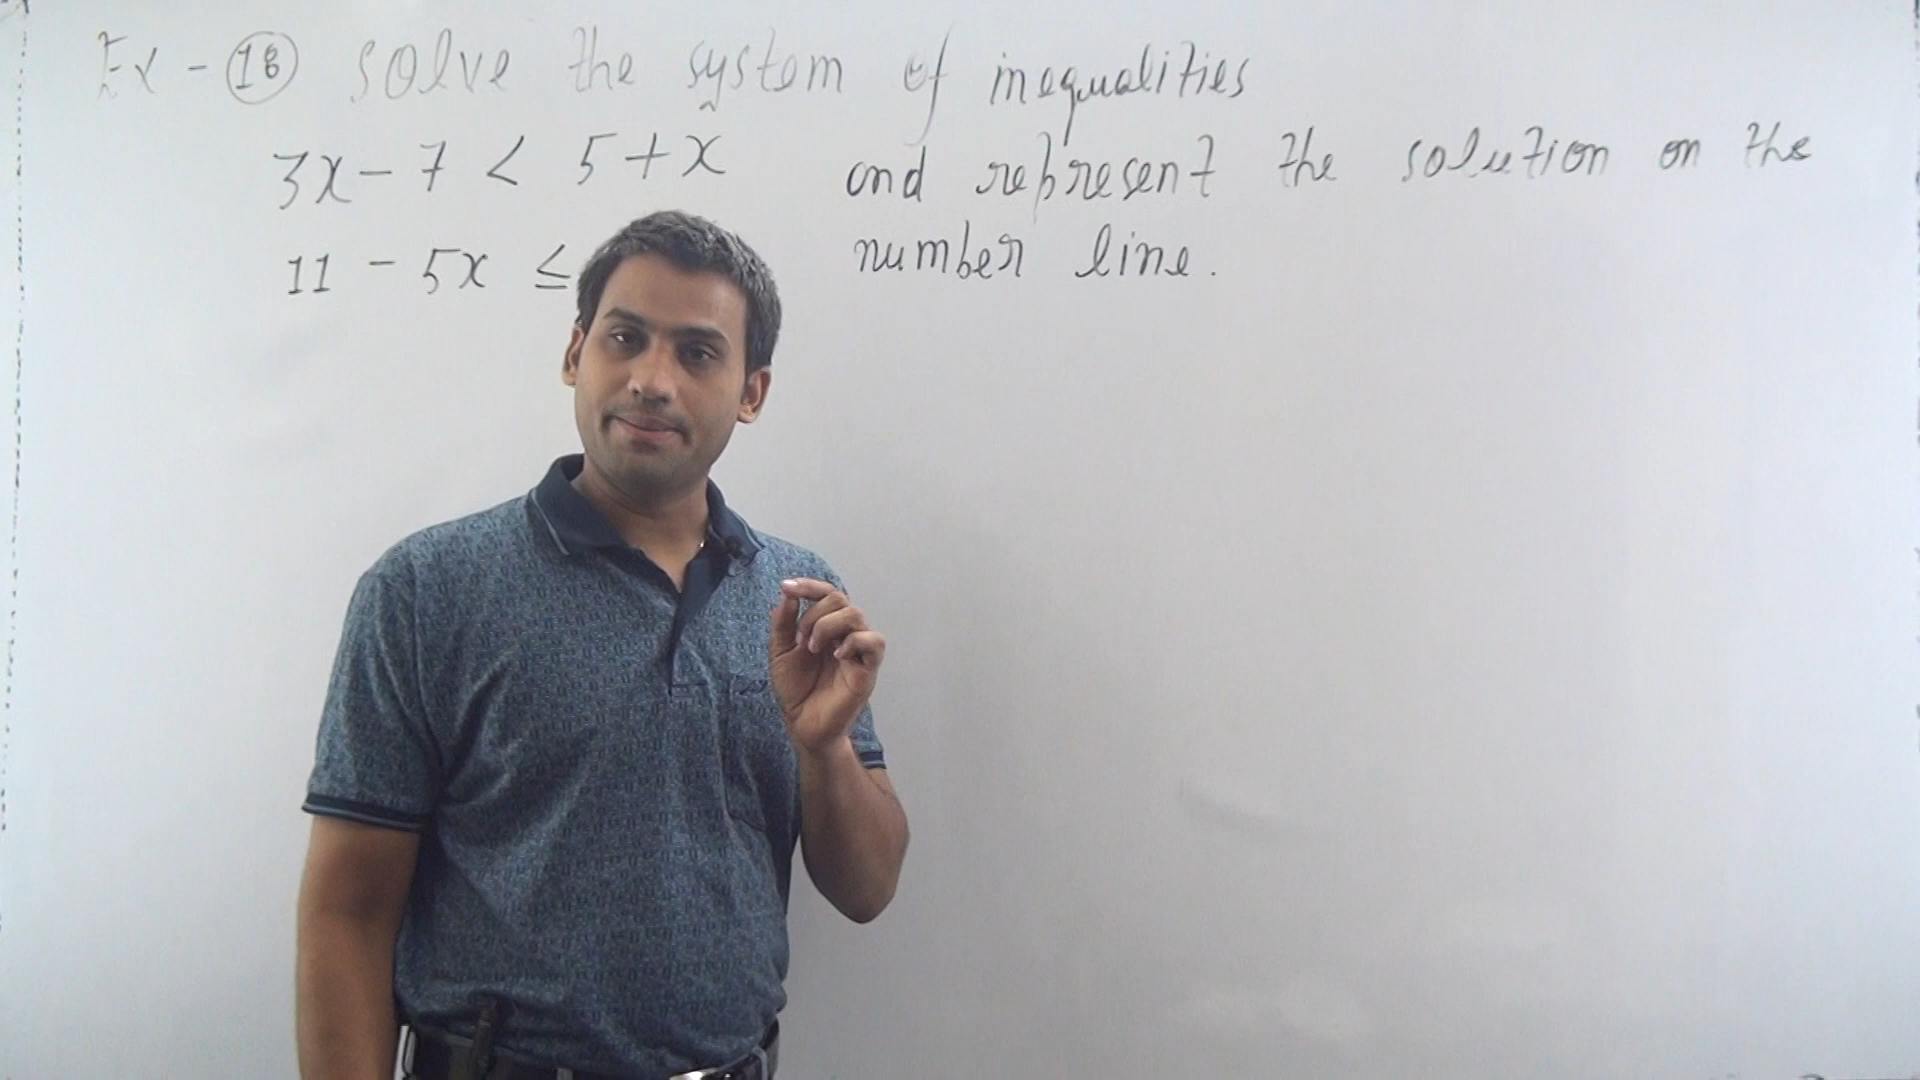 Ex - 18 solve the system of inequalities
3x - 7 < 5 + x and represent the solution on the
11 - 5x ≤ number line.